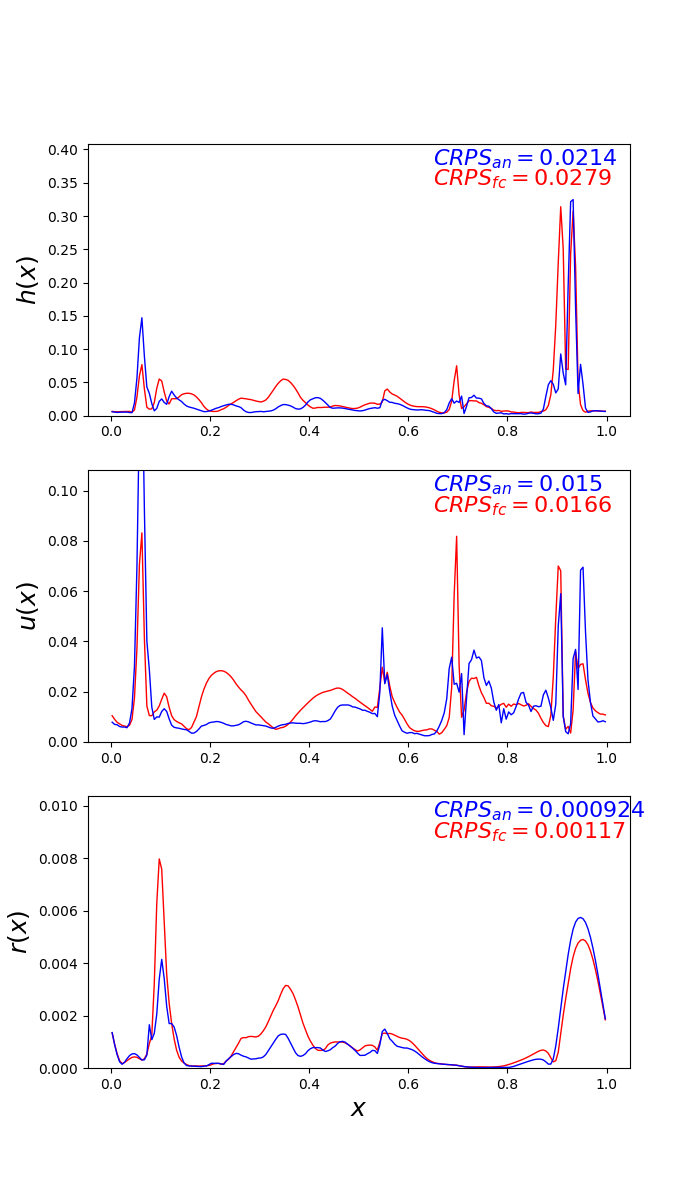 CRPS_an = 0.0214
CRPS_fc = 0.0279
0.40
0.35
0.30
0.25
0.20
0.15
0.10
0.05
0.00
h(x)
0.0 0.2 0.4 0.6 0.8 1.0
CRPS_an = 0.015
CRPS_fc = 0.0166
0.10
0.08
0.06
0.04
0.02
0.00
u(x)
0.0 0.2 0.4 0.6 0.8 1.0
CRPS_an = 0.000924
CRPS_fc = 0.00117
0.010
0.008
0.006
0.004
0.002
0.000
r(x)
0.0 0.2 0.4 0.6 0.8 1.0
x